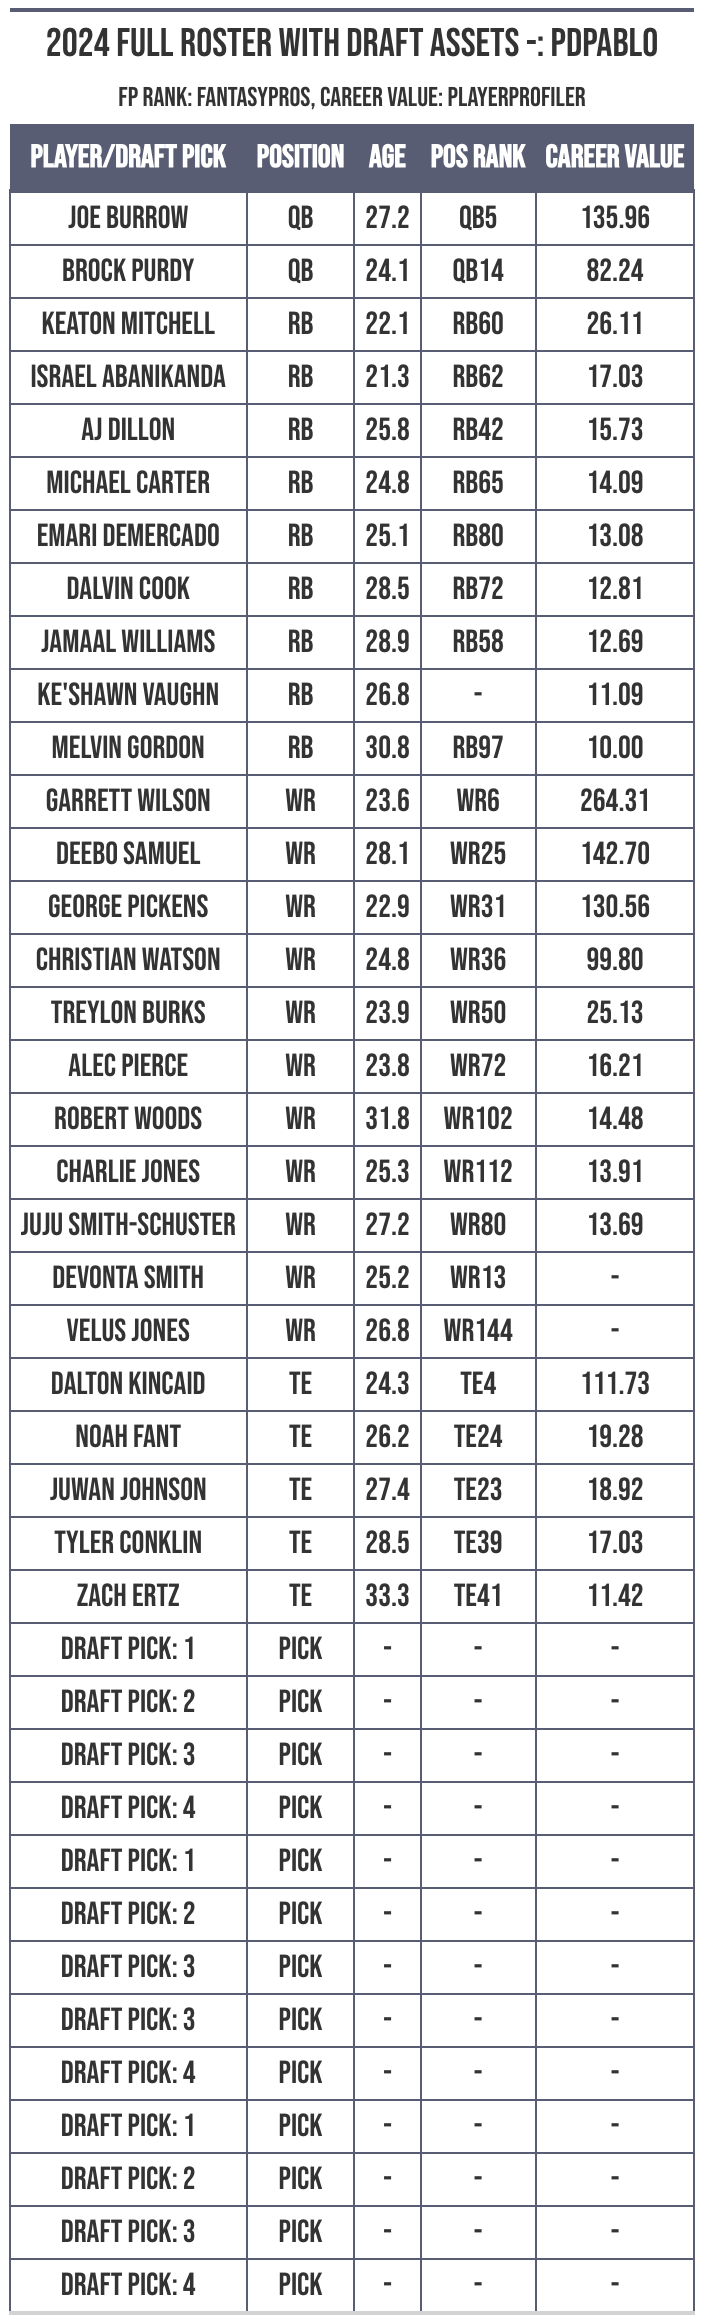 2024 FULL ROSTER WITH DRAFT ASSETS -: PDPABLO
FP RANK: FANTASYPROS, CAREER VALUE: PLAYERPROFILER
PLAYER/DRAFT PICK POSITION AGE POS RANK CAREER VALUE
JOE BURROW QB 27.2 QB5 135.96
BROCK PURDY QB 24.1 QB14 82.24
KEATON MITCHELL RB 22.1 RB60 26.11
ISRAEL ABANIKANDA RB 21.3 RB62 17.03
AJ DILLON RB 25.8 RB42 15.73
MICHAEL CARTER RB 24.8 RB65 14.09
EMARI DEMERCADO RB 25.1 RB80 13.08
DALVIN COOK RB 28.5 RB72 12.81
JAMAAL WILLIAMS RB 28.9 RB58 12.69
KE'SHAWN VAUGHN RB 26.8 - 11.09
MELVIN GORDON RB 30.8 RB97 10.00
GARRETT WILSON WR 23.6 WR6 264.31
DEEBO SAMUEL WR 28.1 WR25 142.70
GEORGE PICKENS WR 22.9 WR31 130.56
CHRISTIAN WATSON WR 24.8 WR36 99.80
TREYLON BURKS WR 23.9 WR50 25.13
ALEC PIERCE WR 23.8 WR72 16.21
ROBERT WOODS WR 31.8 WR102 14.48
CHARLIE JONES WR 25.3 WR112 13.91
JUJU SMITH-SCHUSTER WR 27.2 WR80 13.69
DEVONTA SMITH WR 25.2 WR13 -
VELUS JONES WR 26.8 WR144 -
DALTON KINCAID TE 24.3 TE4 111.73
NOAH FANT TE 26.2 TE24 19.28
JUWAN JOHNSON TE 27.4 TE23 18.92
TYLER CONKLIN TE 28.5 TE39 17.03
ZACH ERTZ TE 33.3 TE41 11.42
DRAFT PICK: 1 PICK - - -
DRAFT PICK: 2 PICK - - -
DRAFT PICK: 3 PICK - - -
DRAFT PICK: 4 PICK - - -
DRAFT PICK: 1 PICK - - -
DRAFT PICK: 2 PICK - - -
DRAFT PICK: 3 PICK - - -
DRAFT PICK: 3 PICK - - -
DRAFT PICK: 4 PICK - - -
DRAFT PICK: 1 PICK - - -
DRAFT PICK: 2 PICK - - -
DRAFT PICK: 3 PICK - - -
DRAFT PICK: 4 PICK - - -